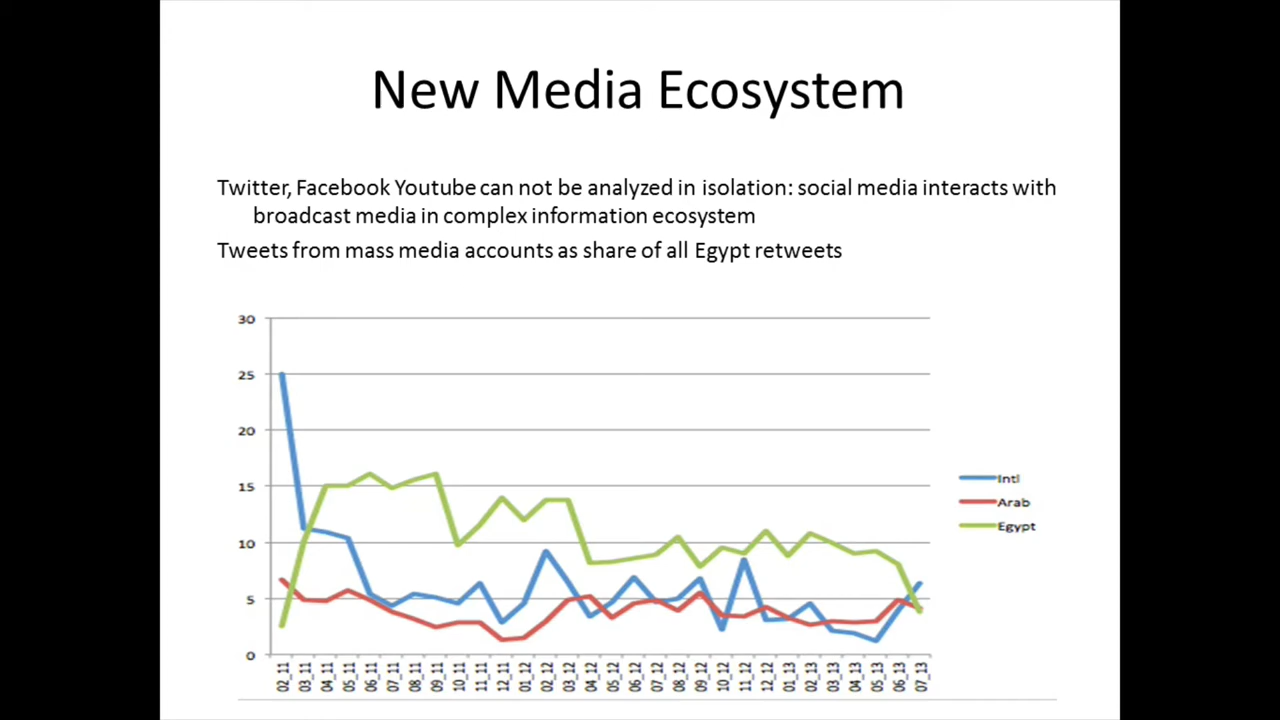 New Media Ecosystem
Twitter, Facebook Youtube can not be analyzed in isolation: social media interacts with
broadcast media in complex information ecosystem
Tweets from mass media accounts as share of all Egypt retweets
30
25
20
15
10
5
0
Intl
Arab
Egypt
02_11 03_11 04_11 05_11 06_11 07_11 08_11 09_11 10_11 11_11 12_11 01_12 02_12 03_12 04_12 05_12 06_12 07_12 08_12 09_12 10_12 11_12 12_12 01_13 02_13 03_13 04_13 05_13 06_13 07_13